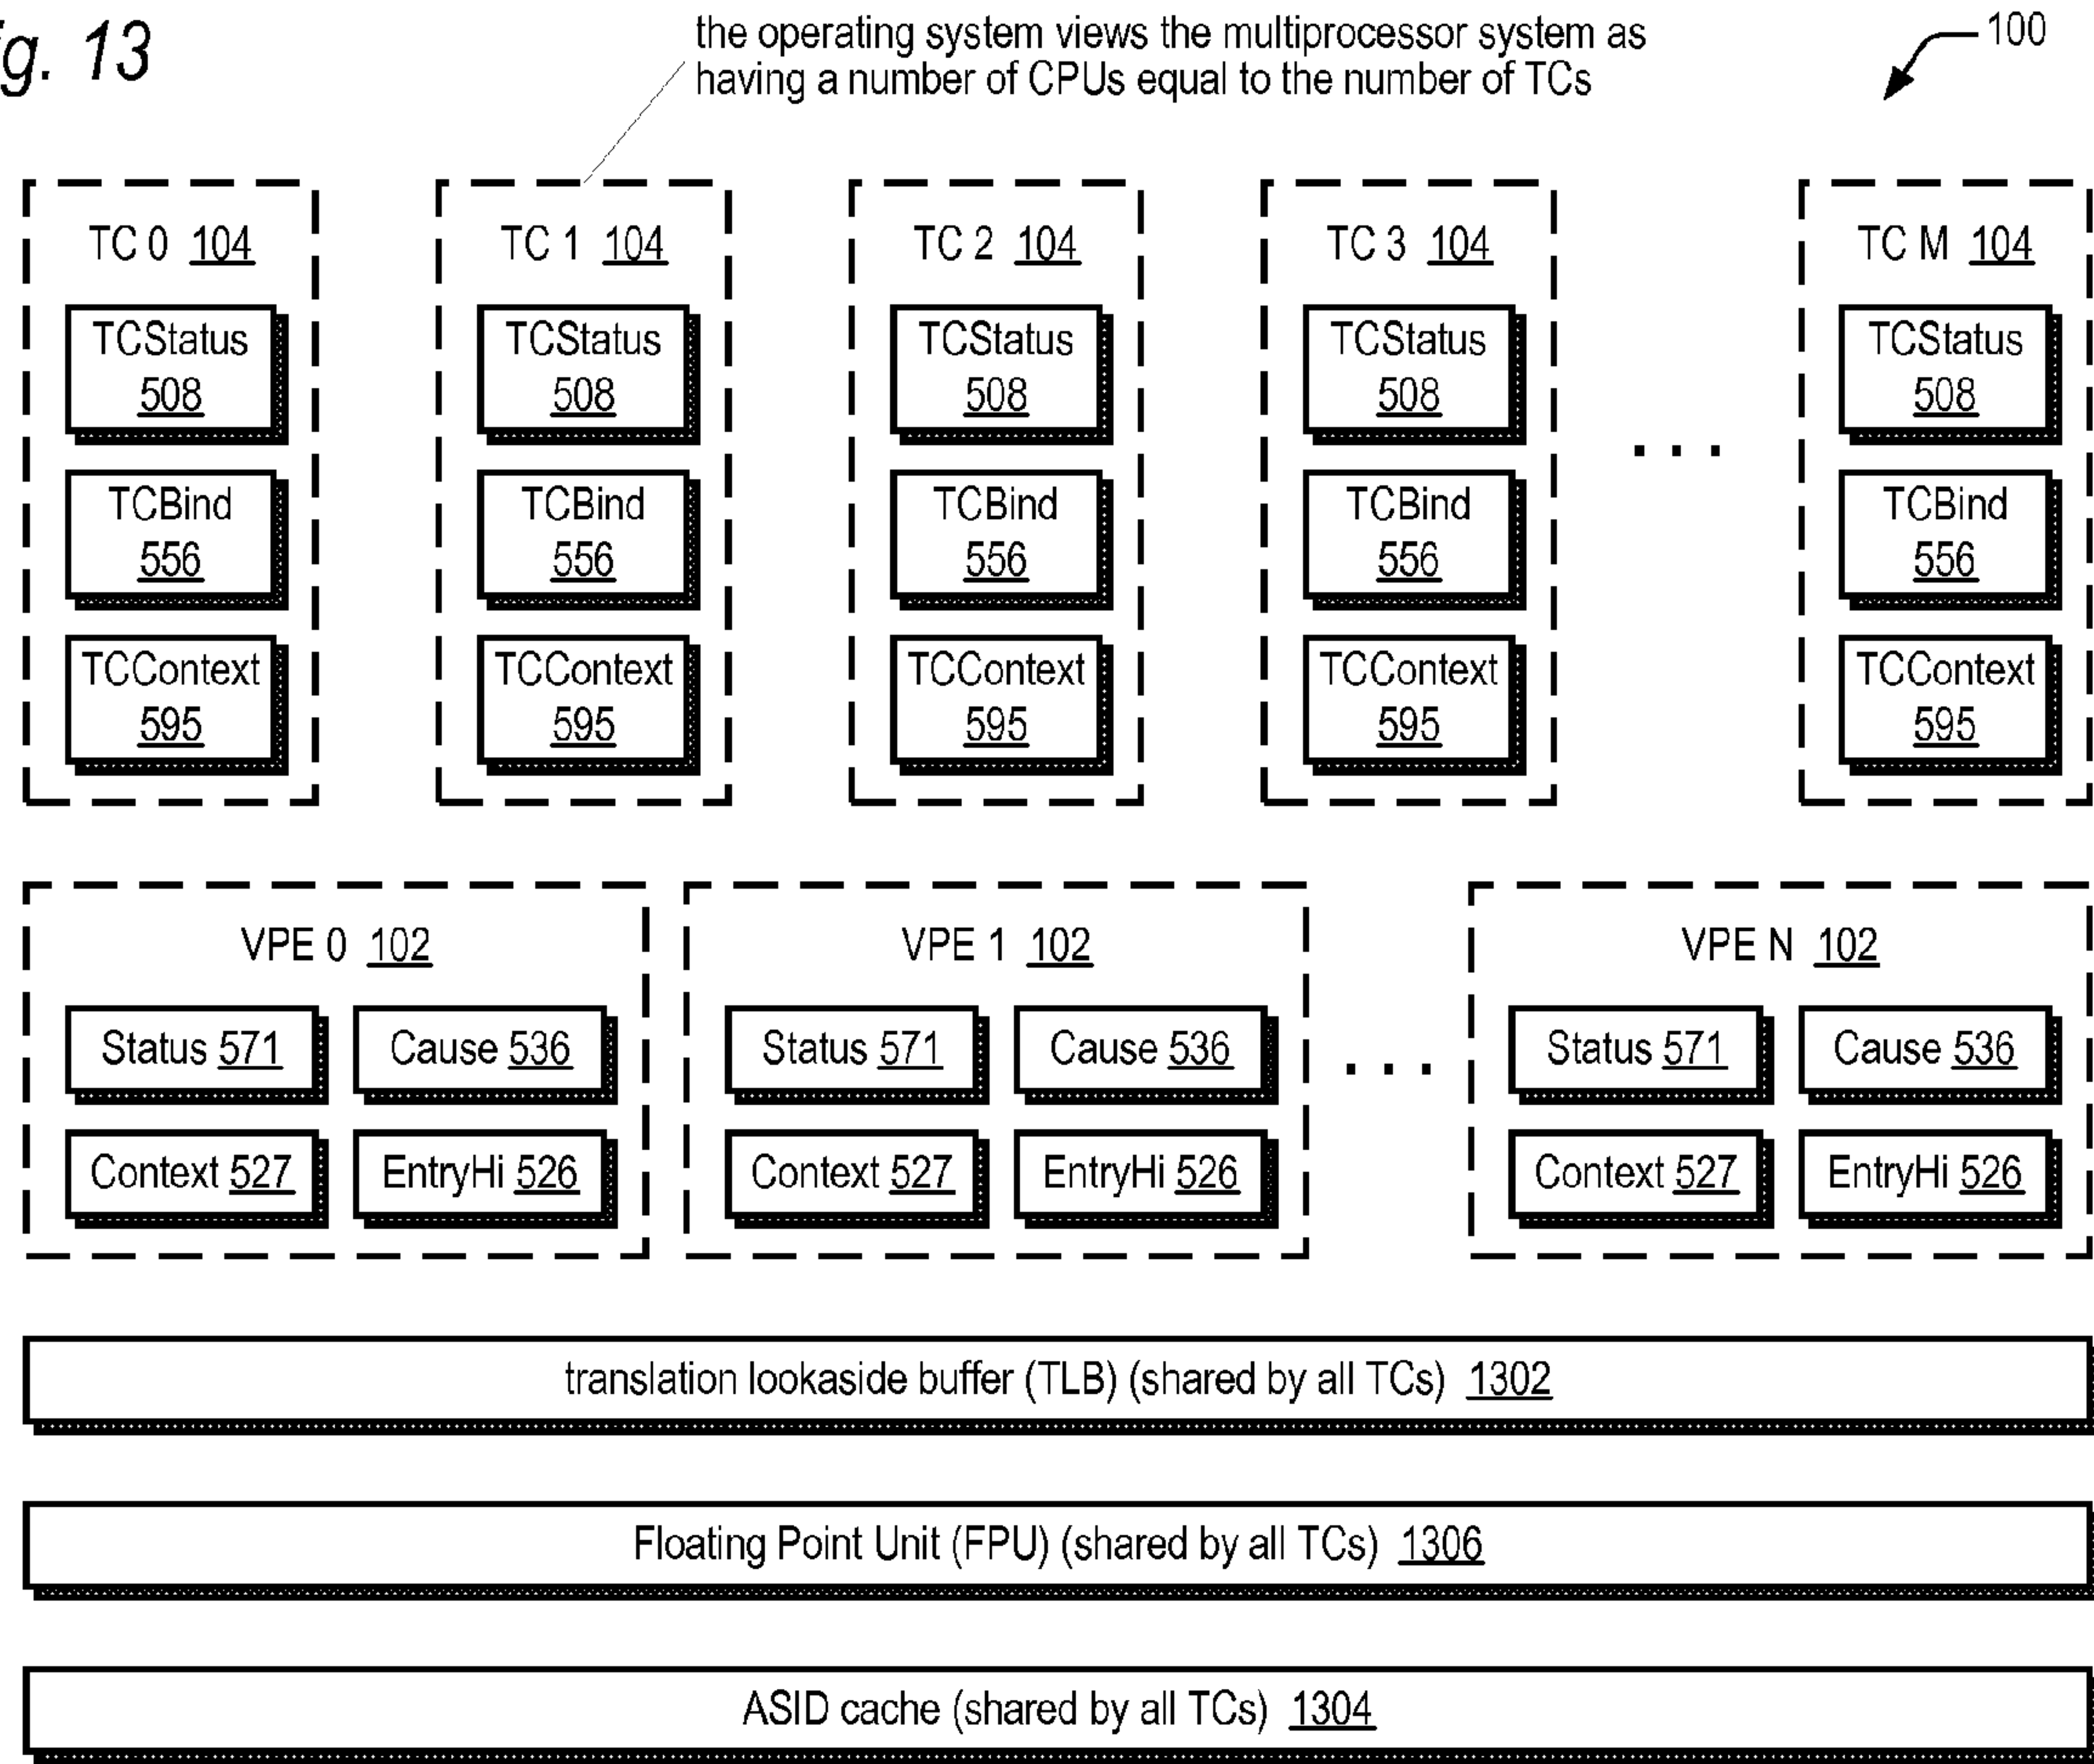 g. 13
the operating system views the multiprocessor system as
having a number of CPUs equal to the number of TCs
100
TC 0 104 TC 1 104 TC 2 104 TC 3 104 TC M 104
TCStatus TCStatus TCStatus TCStatus TCStatus
508 508 508 508 508
. . .
TCBind TCBind TCBind TCBind TCBind
556 556 556 556 556
TCContext TCContext TCContext TCContext TCContext
595 595 595 595 595
VPE 0 102 VPE 1 102 VPE N 102
Status 571 Cause 536 Status 571 Cause 536 . . . Status 571 Cause 536
Context 527 EntryHi 526 Context 527 EntryHi 526 Context 527 EntryHi 526
translation lookaside buffer (TLB) (shared by all TCs) 1302
Floating Point Unit (FPU) (shared by all TCs) 1306
ASID cache (shared by all TCs) 1304